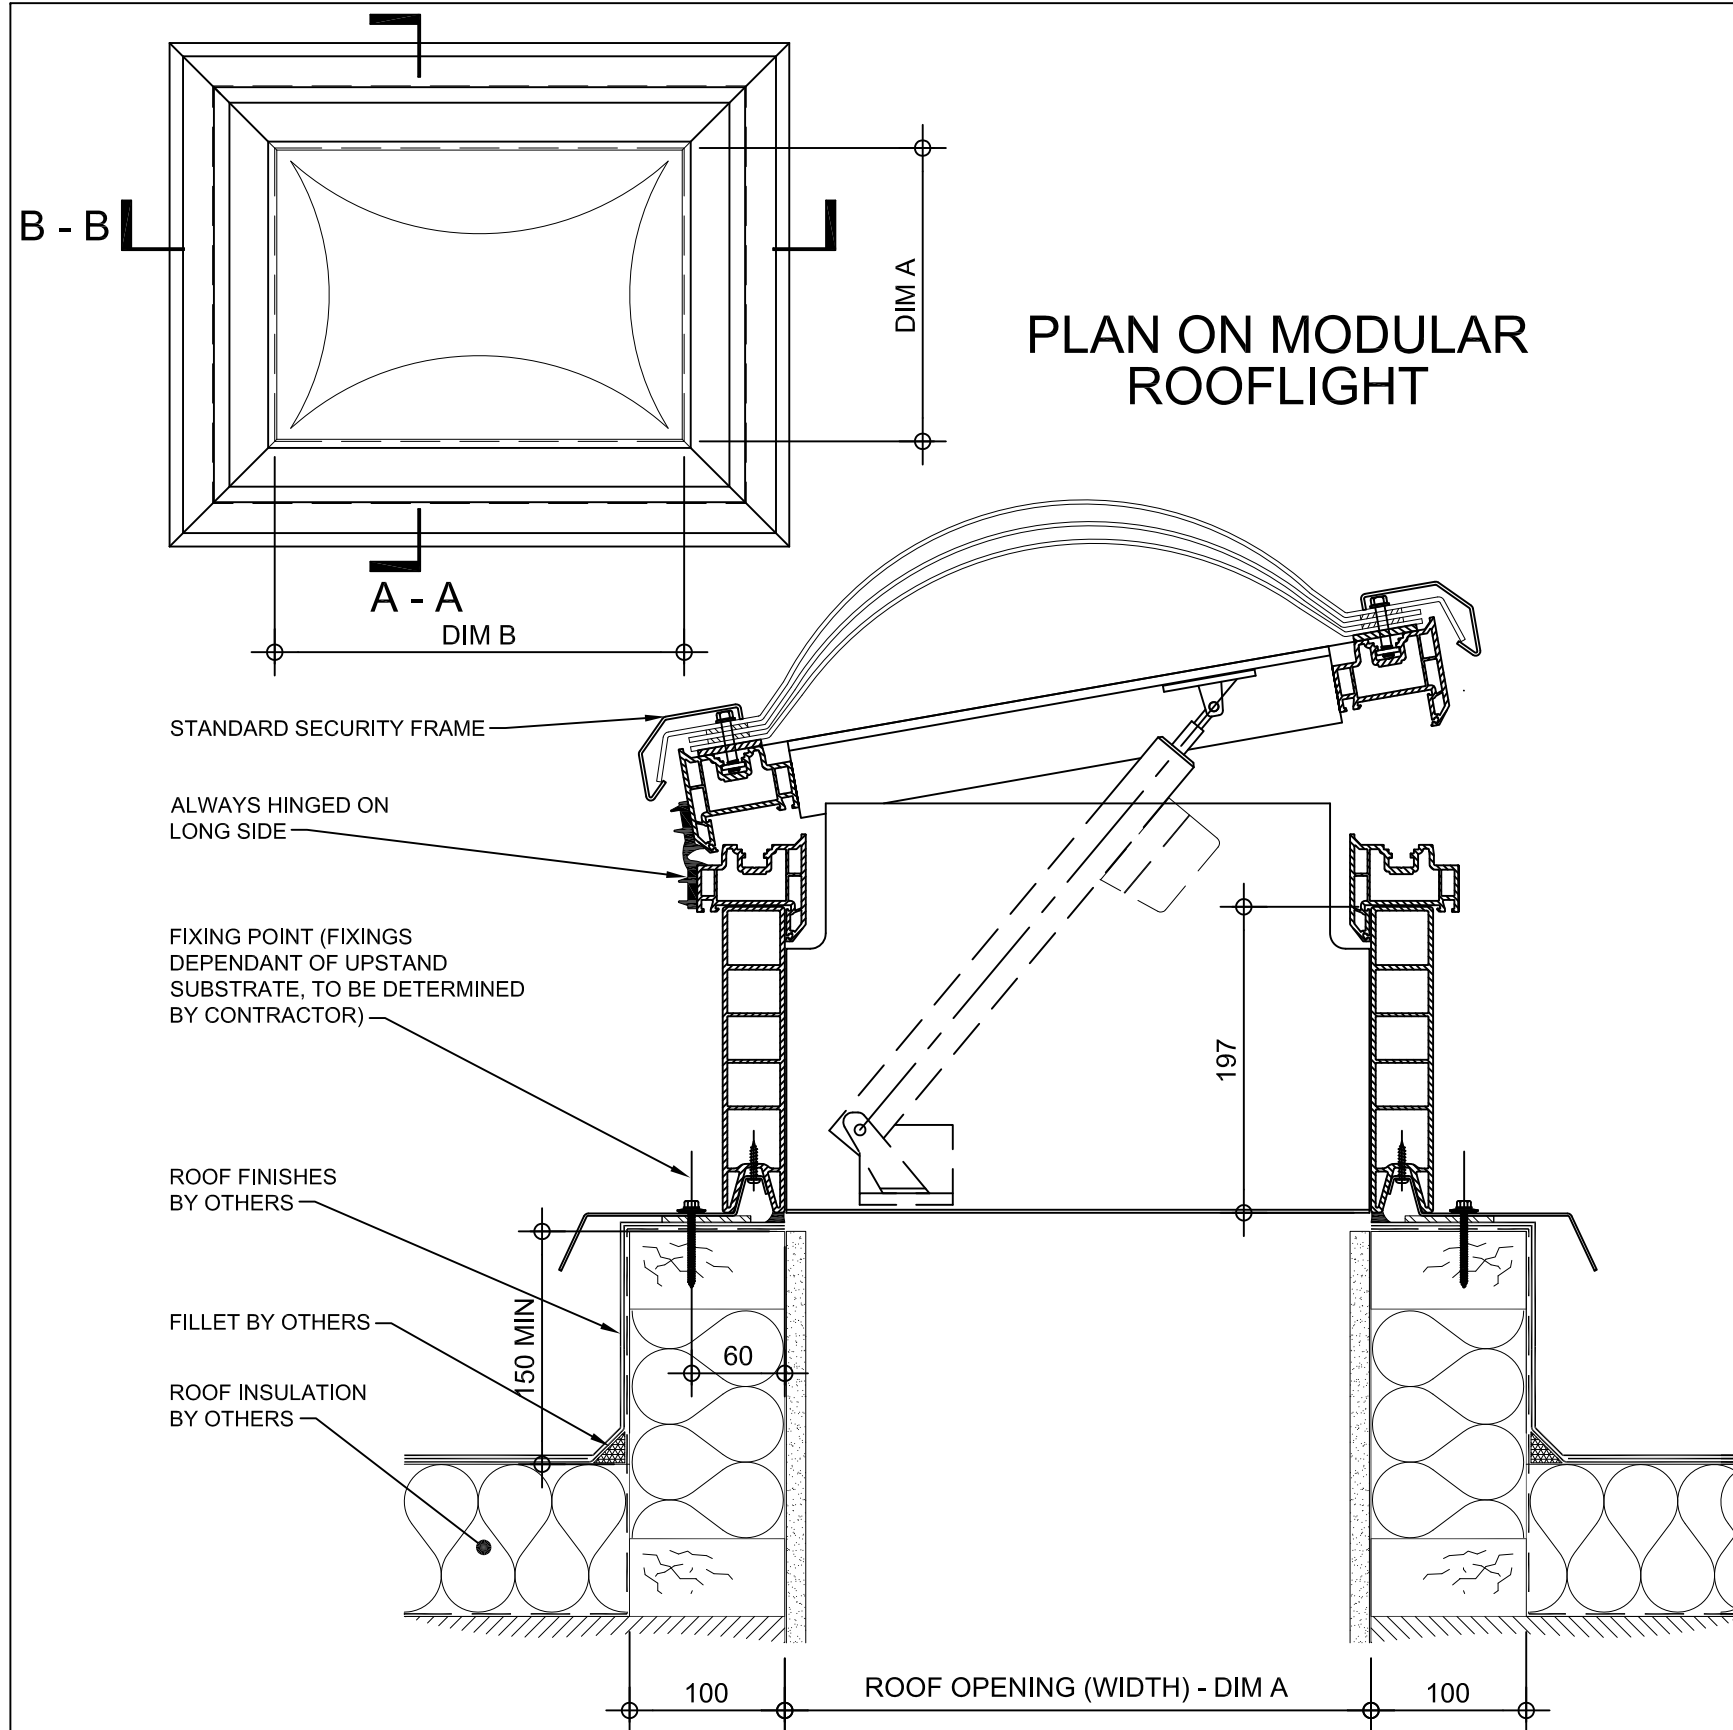 B - B
DIM A
PLAN ON MODULAR
ROOFLIGHT
A - A
DIM B
STANDARD SECURITY FRAME
ALWAYS HINGED ON
LONG SIDE
FIXING POINT (FIXINGS
DEPENDANT OF UPSTAND
SUBSTRATE, TO BE DETERMINED
BY CONTRACTOR)
197
ROOF FINISHES
BY OTHERS
FILLET BY OTHERS
150 MIN
60
ROOF INSULATION
BY OTHERS
100
ROOF OPENING (WIDTH) - DIM A
100